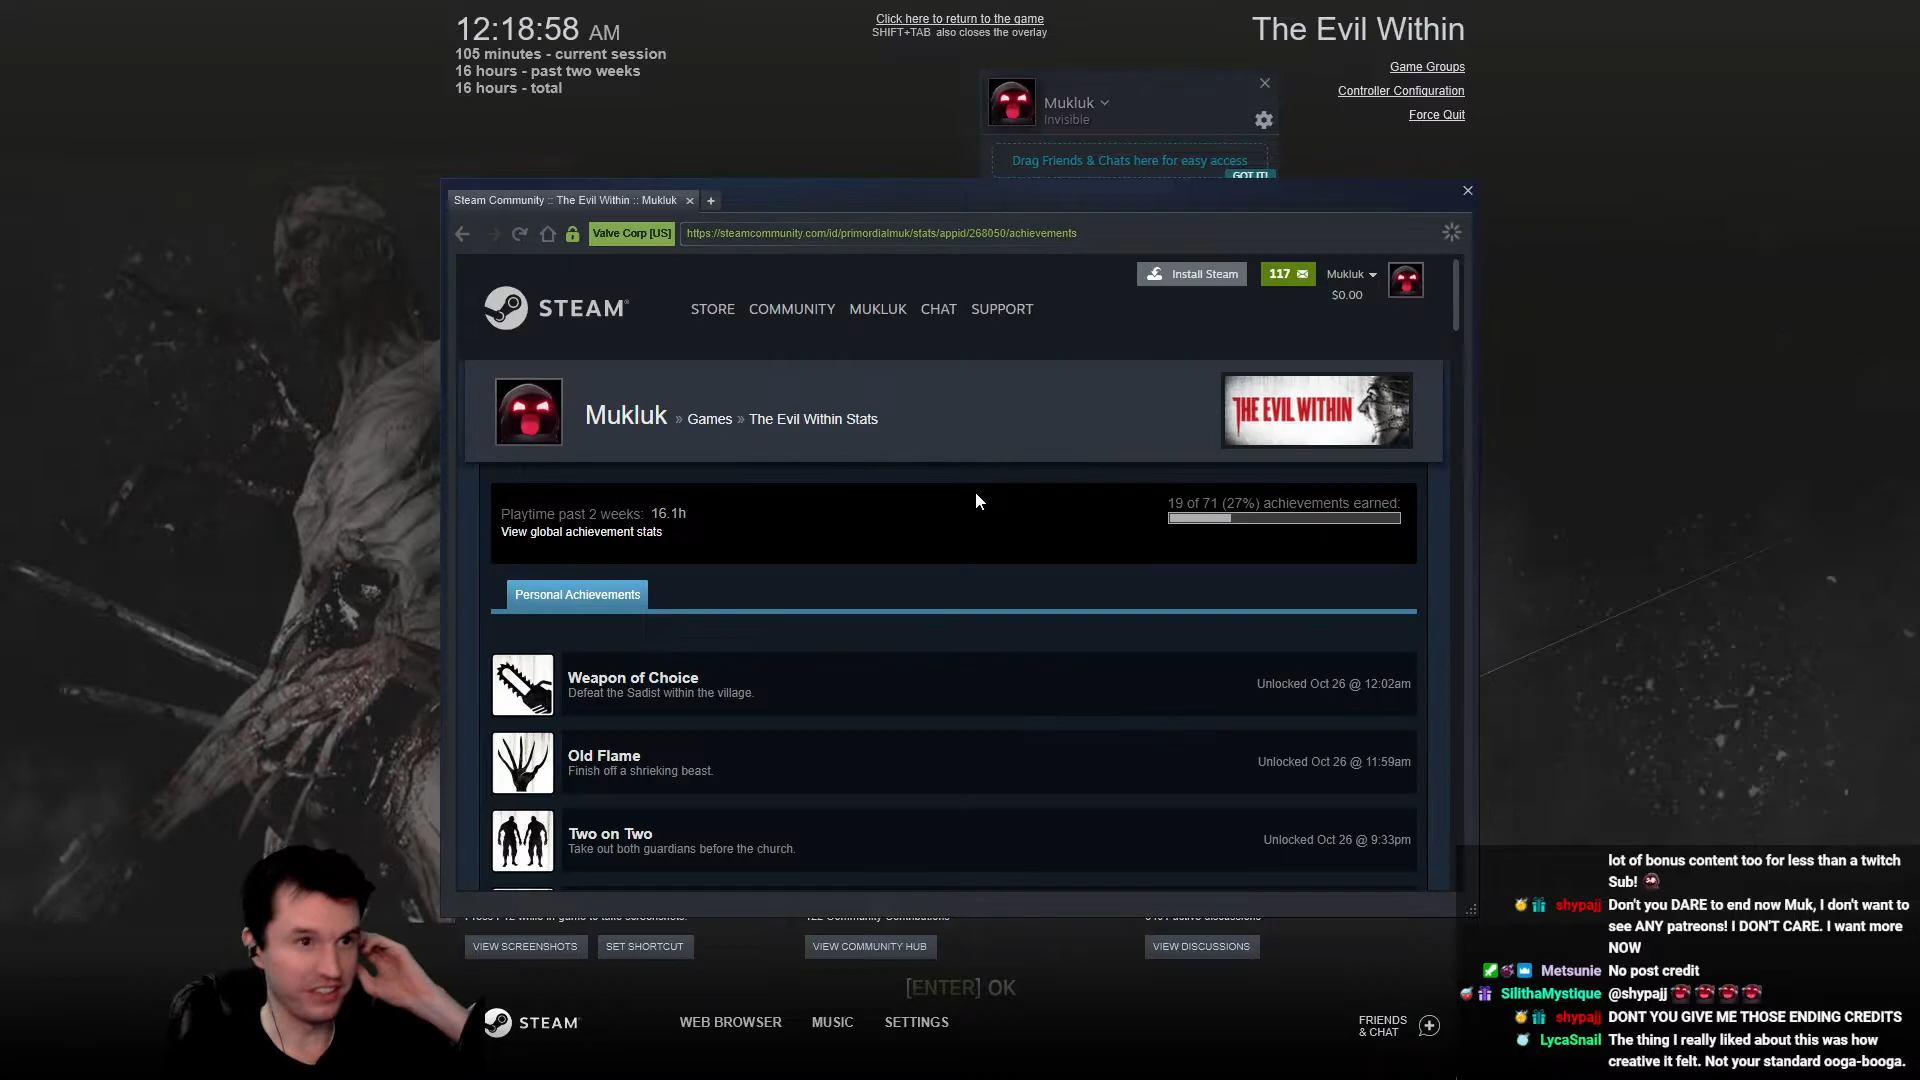 12:18:58 AM
105 minutes - current session
16 hours - past two weeks
16 hours - total
Click here to return to the game
SHIFT+TAB also closes the overlay
The Evil Within
Game Groups
Controller Configuration
Force Quit
Mukluk
Invisible
Drag Friends & Chats here for easy access
GOT IT!
Steam Community :: The Evil Within :: Mukluk
Valve Corp [US]
https://steamcommunity.com/id/primordialmuk/stats/appid/268050/achievements
Install Steam
117
Mukluk
$0.00
STEAM
STORE COMMUNITY MUKLUK CHAT SUPPORT
Mukluk » Games » The Evil Within Stats
THE EVIL WITHIN
Playtime past 2 weeks: 16.1h
View global achievement stats
19 of 71 (27%) achievements earned:
Personal Achievements
Weapon of Choice
Defeat the Sadist within the village.
Unlocked Oct 26 @ 12:02am
Old Flame
Finish off a shrieking beast.
Unlocked Oct 26 @ 11:59am
Two on Two
Take out both guardians before the church.
Unlocked Oct 26 @ 9:33pm
VIEW SCREENSHOTS
SET SHORTCUT
VIEW COMMUNITY HUB
VIEW DISCUSSIONS
[ENTER] OK
STEAM
WEB BROWSER
MUSIC
SETTINGS
FRIENDS
& CHAT
lot of bonus content too for less than a twitch
Sub!
shypajj Don't you DARE to end now Muk, I don't want to
see ANY patreons! I DON'T CARE. I want more
NOW
Metsunie No post credit
SilithaMystique @shypajj
shypajj DONT YOU GIVE ME THOSE ENDING CREDITS
LycaSnail The thing I really liked about this was how
creative it felt. Not your standard ooga-booga.